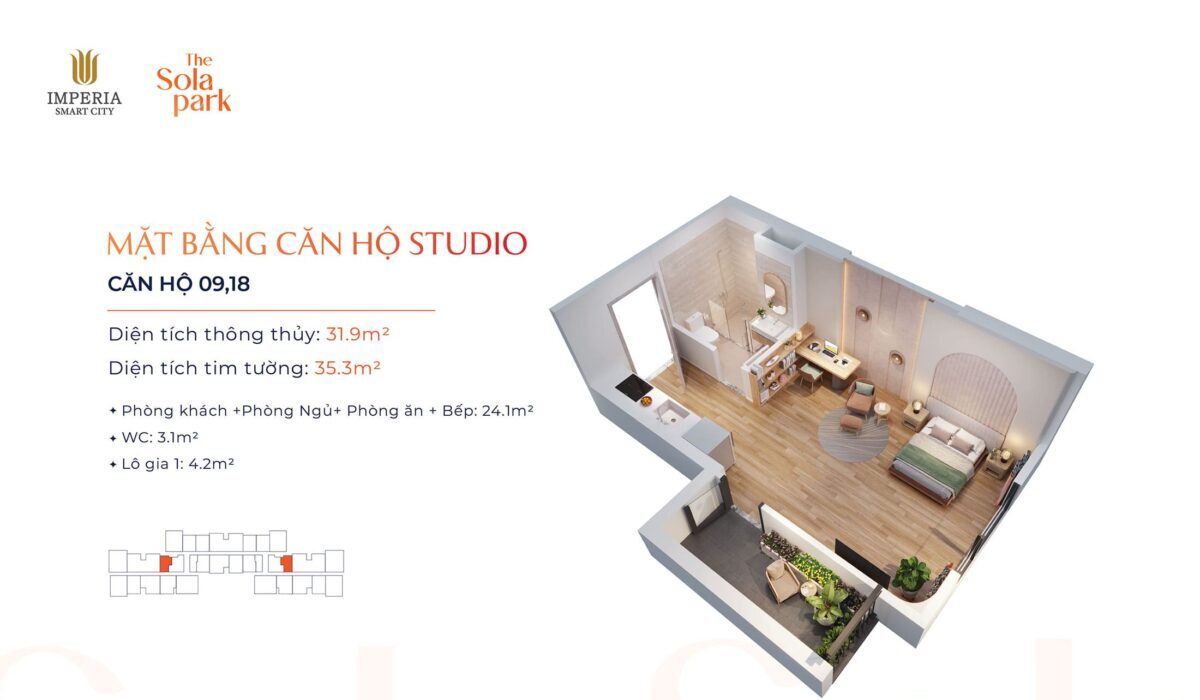 IMPERIA
SMART CITY
The
Sola
park
MẶT BẰNG CĂN HỘ STUDIO
CĂN HỘ 09,18
Diện tích thông thủy: 31.9m²
Diện tích tim tường: 35.3m²
✦ Phòng khách +Phòng Ngủ+ Phòng ăn + Bếp: 24.1m²
✦ WC: 3.1m²
✦ Lô gia 1: 4.2m²